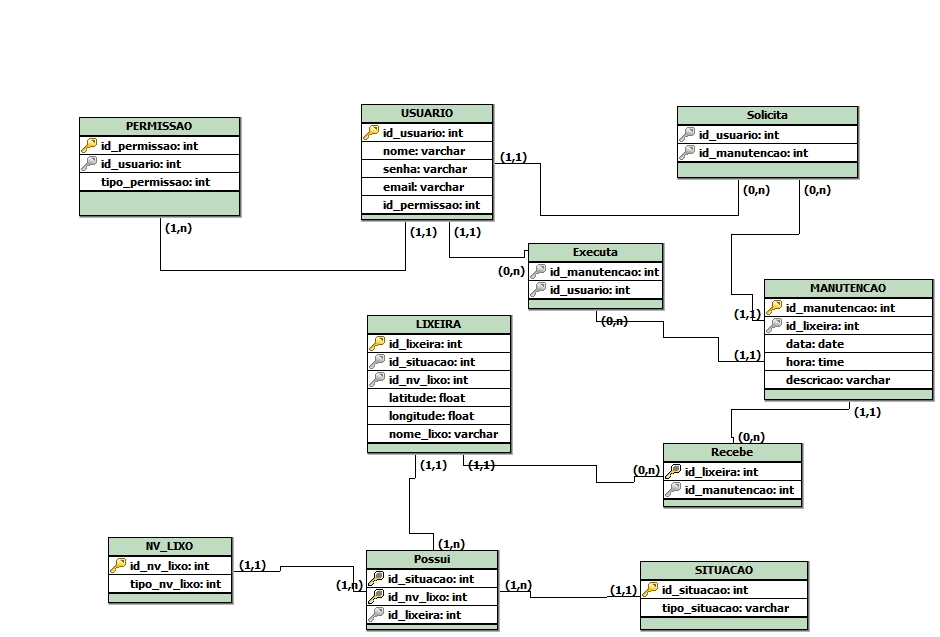 PERMISSAO
id_permissao: int
id_usuario: int
tipo_permissao: int
(1,n)
USUARIO
id_usuario: int
nome: varchar
senha: varchar
email: varchar
id_permissao: int
(1,1)
(1,1)
(1,1)
Solicita
id_usuario: int
id_manutencao: int
(0,n)
(0,n)
Executa
id_manutencao: int
id_usuario: int
(0,n)
(0,n)
MANUTENCAO
id_manutencao: int
id_lixeira: int
data: date
hora: time
descricao: varchar
(1,1)
(1,1)
(1,1)
LIXEIRA
id_lixeira: int
id_situacao: int
id_nv_lixo: int
latitude: float
longitude: float
nome_lixo: varchar
(1,1)
(1,1)
(0,n)
Recebe
id_lixeira: int
id_manutencao: int
(0,n)
NV_LIXO
id_nv_lixo: int
tipo_nv_lixo: int
(1,1)
(1,n)
Possui
id_situacao: int
id_nv_lixo: int
id_lixeira: int
(1,n)
(1,n)
SITUACAO
id_situacao: int
tipo_situacao: varchar
(1,1)